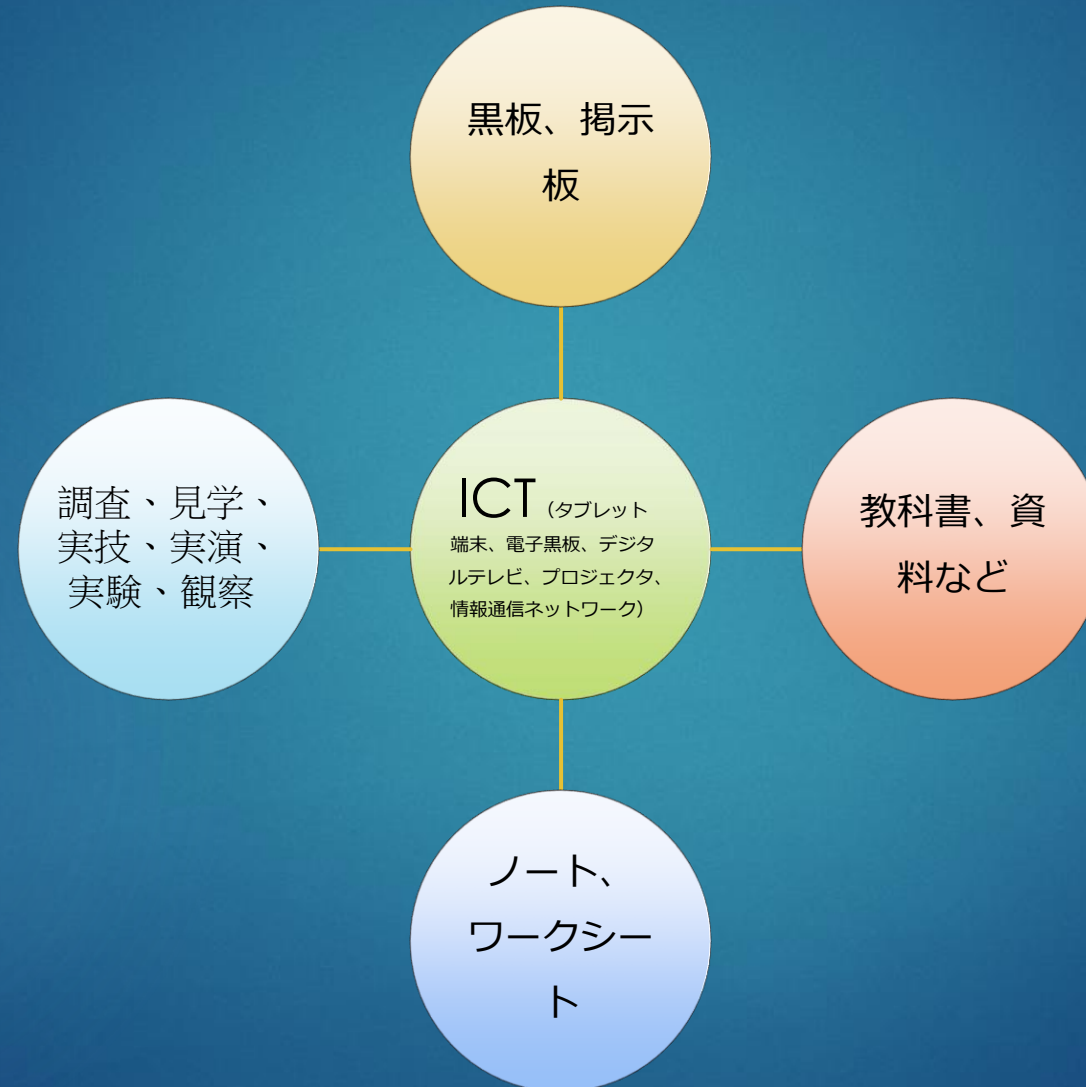 黒板、掲示
板
調査、見学、
実技、実演、
実験、観察
ICT（タブレット
端末、電子黒板、デジタ
ルテレビ、プロジェクタ、
情報通信ネットワーク）
教科書、資
料など
ノート、
ワークシー
ト